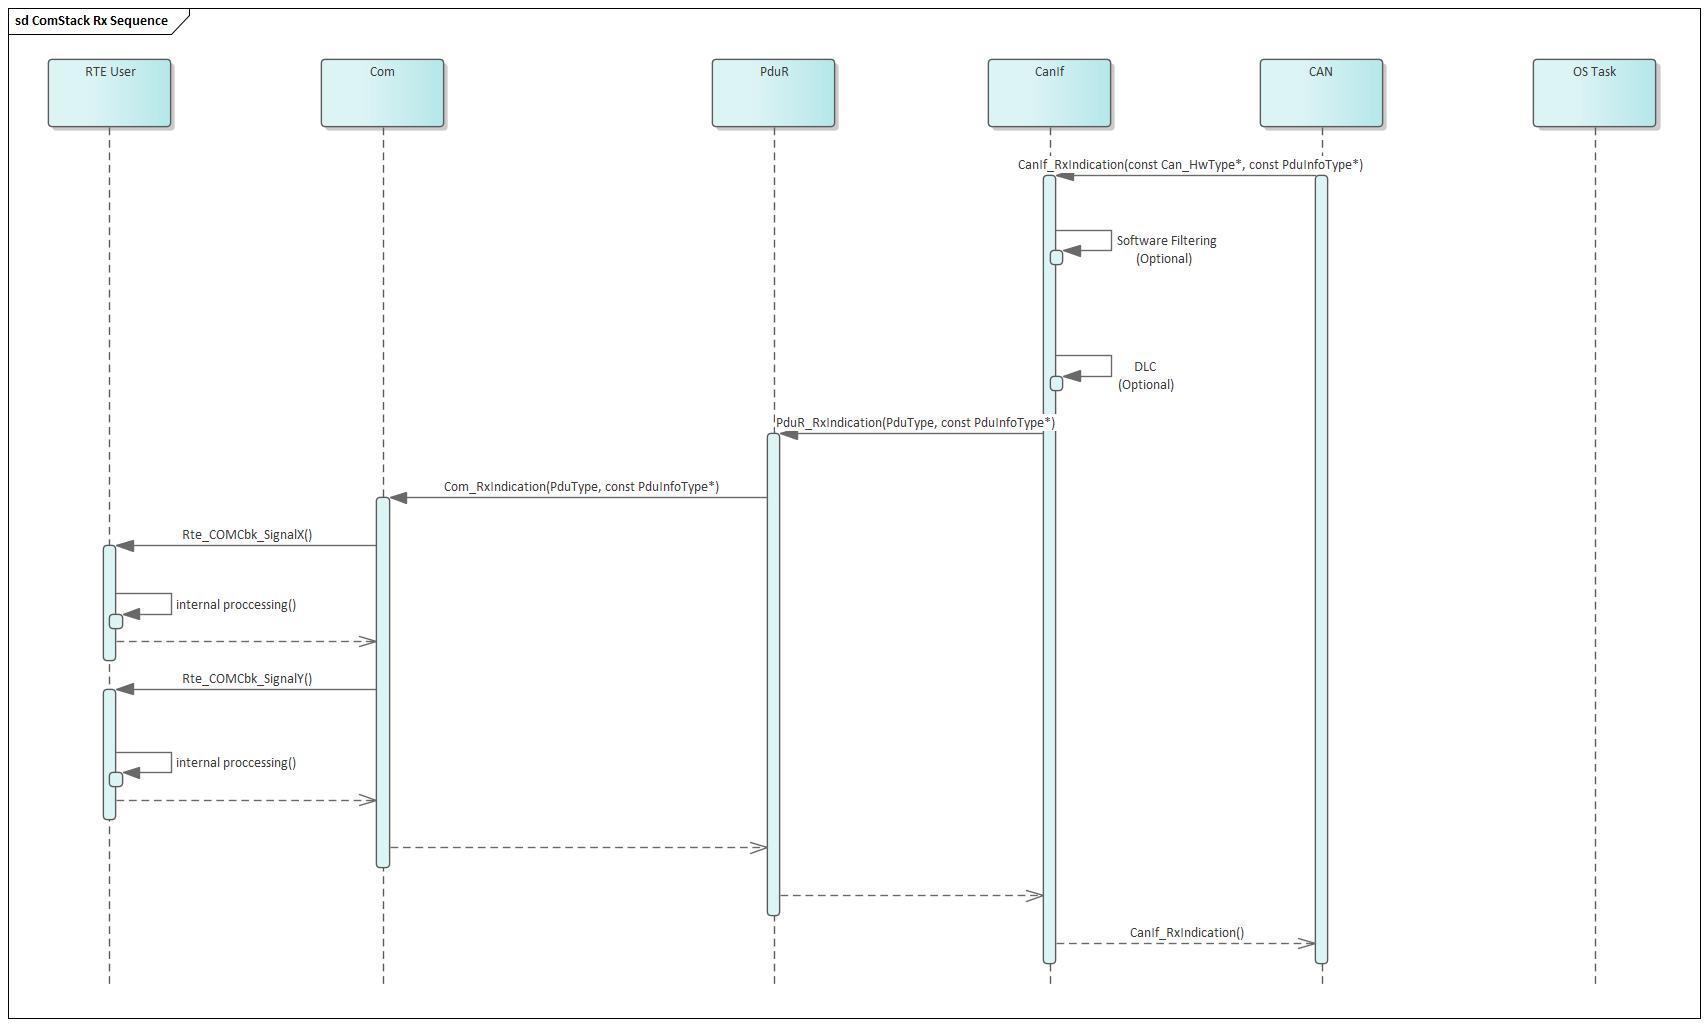 sd ComStack Rx Sequence
RTE User
Com
PduR
CanIf
CAN
OS Task
CanIf_RxIndication(const Can_HwType*, const PduInfoType*)
Software Filtering
(Optional)
DLC
(Optional)
PduR_RxIndication(PduType, const PduInfoType*)
Com_RxIndication(PduType, const PduInfoType*)
Rte_COMCbk_SignalX()
internal proccessing()
Rte_COMCbk_SignalY()
internal proccessing()
CanIf_RxIndication()